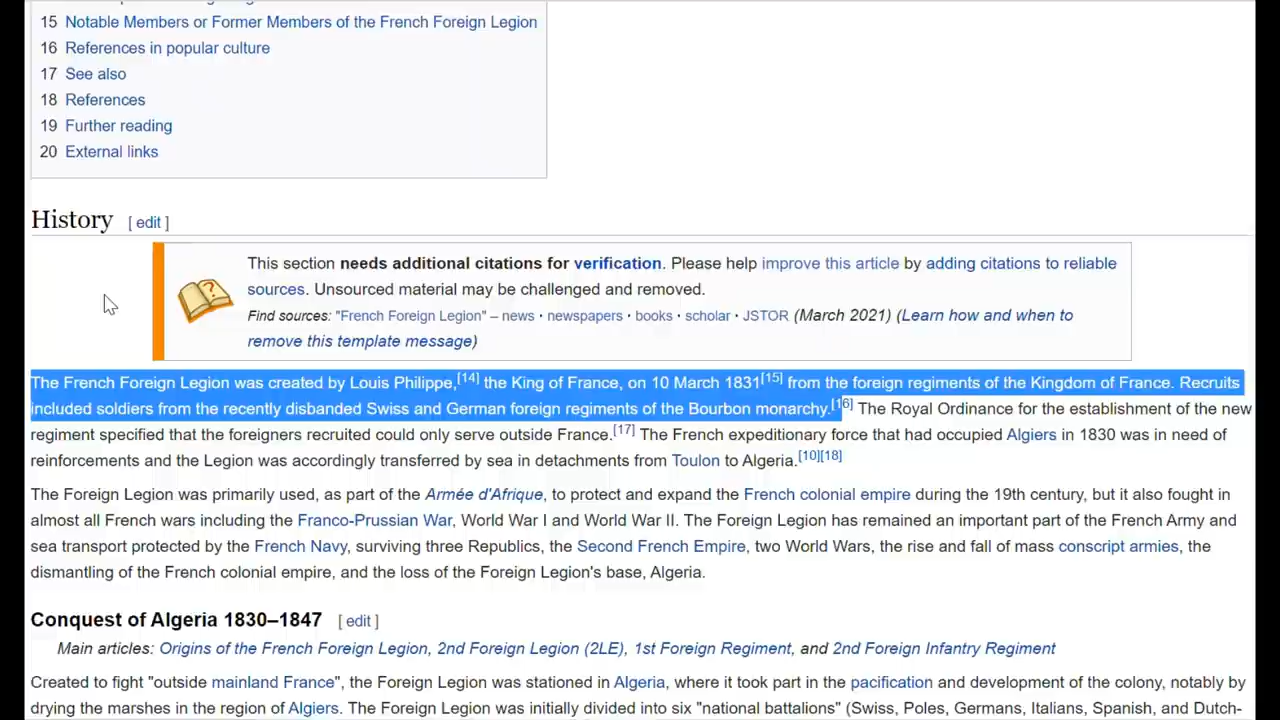 15 Notable Members or Former Members of the French Foreign Legion
16 References in popular culture
17 See also
18 References
19 Further reading
20 External links
History [ edit ]
This section needs additional citations for verification. Please help improve this article by adding citations to reliable
sources. Unsourced material may be challenged and removed.
Find sources: "French Foreign Legion" – news · newspapers · books · scholar · JSTOR (March 2021) (Learn how and when to
remove this template message)
The French Foreign Legion was created by Louis Philippe,[14] the King of France, on 10 March 1831[15] from the foreign regiments of the Kingdom of France. Recruits
included soldiers from the recently disbanded Swiss and German foreign regiments of the Bourbon monarchy.[16] The Royal Ordinance for the establishment of the new
regiment specified that the foreigners recruited could only serve outside France.[17] The French expeditionary force that had occupied Algiers in 1830 was in need of
reinforcements and the Legion was accordingly transferred by sea in detachments from Toulon to Algeria.[10][18]
The Foreign Legion was primarily used, as part of the Armée d'Afrique, to protect and expand the French colonial empire during the 19th century, but it also fought in
almost all French wars including the Franco-Prussian War, World War I and World War II. The Foreign Legion has remained an important part of the French Army and
sea transport protected by the French Navy, surviving three Republics, the Second French Empire, two World Wars, the rise and fall of mass conscript armies, the
dismantling of the French colonial empire, and the loss of the Foreign Legion's base, Algeria.
Conquest of Algeria 1830–1847 [ edit ]
Main articles: Origins of the French Foreign Legion, 2nd Foreign Legion (2LE), 1st Foreign Regiment, and 2nd Foreign Infantry Regiment
Created to fight "outside mainland France", the Foreign Legion was stationed in Algeria, where it took part in the pacification and development of the colony, notably by
drying the marshes in the region of Algiers. The Foreign Legion was initially divided into six "national battalions" (Swiss, Poles, Germans, Italians, Spanish, and Dutch-